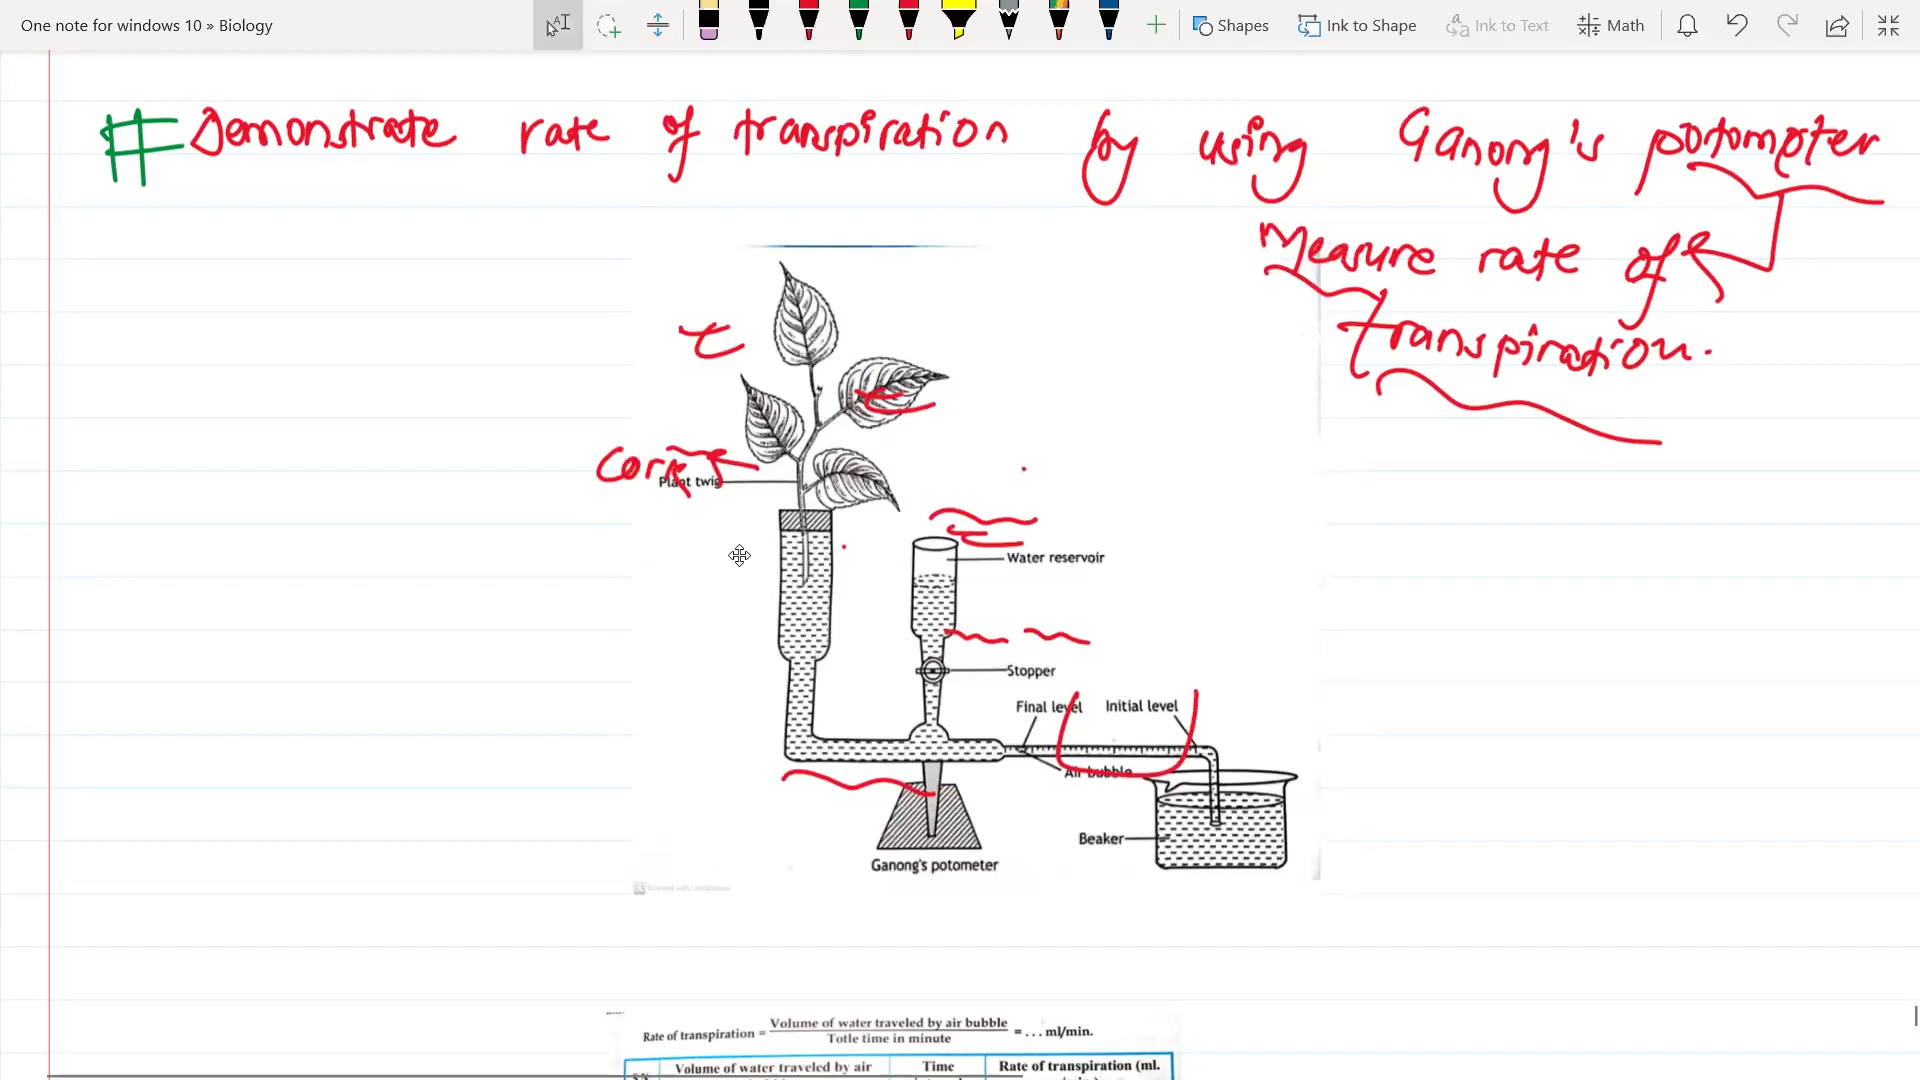 One note for windows 10 » Biology
Shapes
Ink to Shape
Ink to Text
Math
# Demonstrate rate of transpiration by using Ganong's potometer
Measure rate of
transpiration.
Cork
Plant twig
Water reservoir
Stopper
Final level
Initial level
Air bubble
Beaker
Ganong's potometer
Scanned with CamScanner
Rate of transpiration = Volume of water traveled by air bubble = . . . ml/min.
Totle time in minute
Volume of water traveled by air
Time
Rate of transpiration (ml.